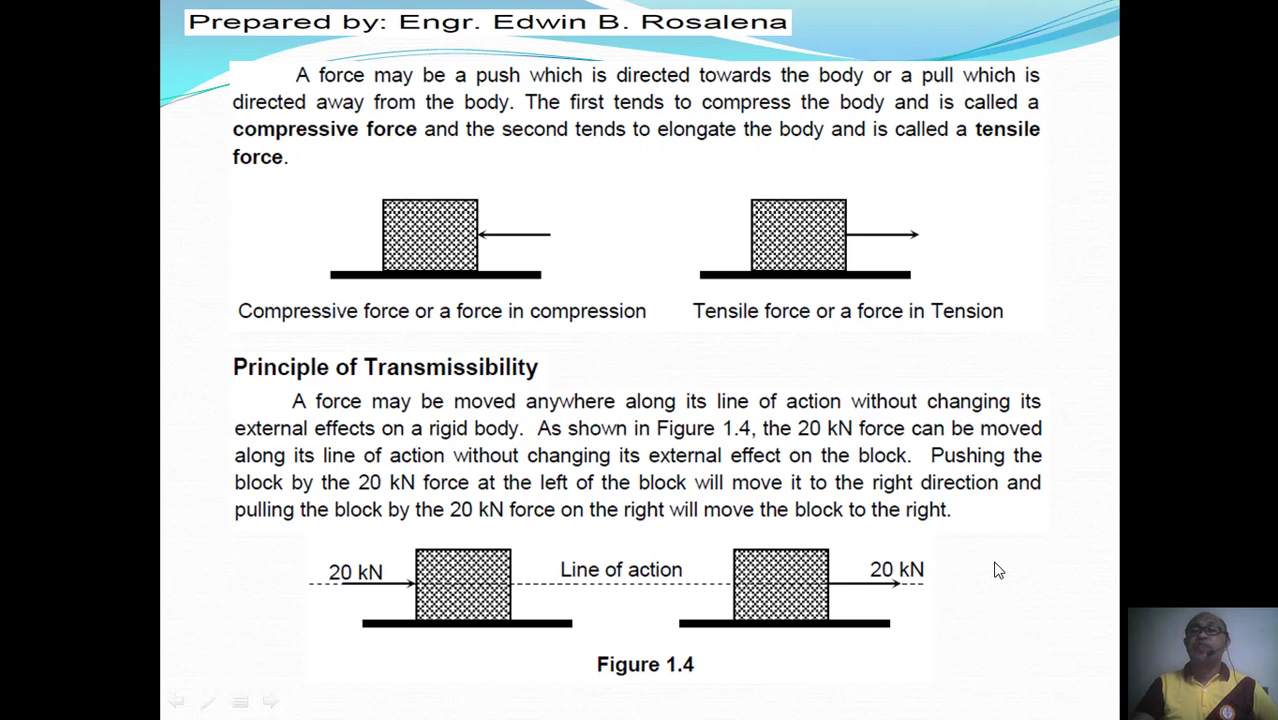 Prepared by: Engr. Edwin B. Rosalena
A force may be a push which is directed towards the body or a pull which is
directed away from the body. The first tends to compress the body and is called a
compressive force and the second tends to elongate the body and is called a tensile
force.
Compressive force or a force in compression
Tensile force or a force in Tension
Principle of Transmissibility
A force may be moved anywhere along its line of action without changing its
external effects on a rigid body. As shown in Figure 1.4, the 20 kN force can be moved
along its line of action without changing its external effect on the block. Pushing the
block by the 20 kN force at the left of the block will move it to the right direction and
pulling the block by the 20 kN force on the right will move the block to the right.
20 kN
Line of action
20 kN
Figure 1.4